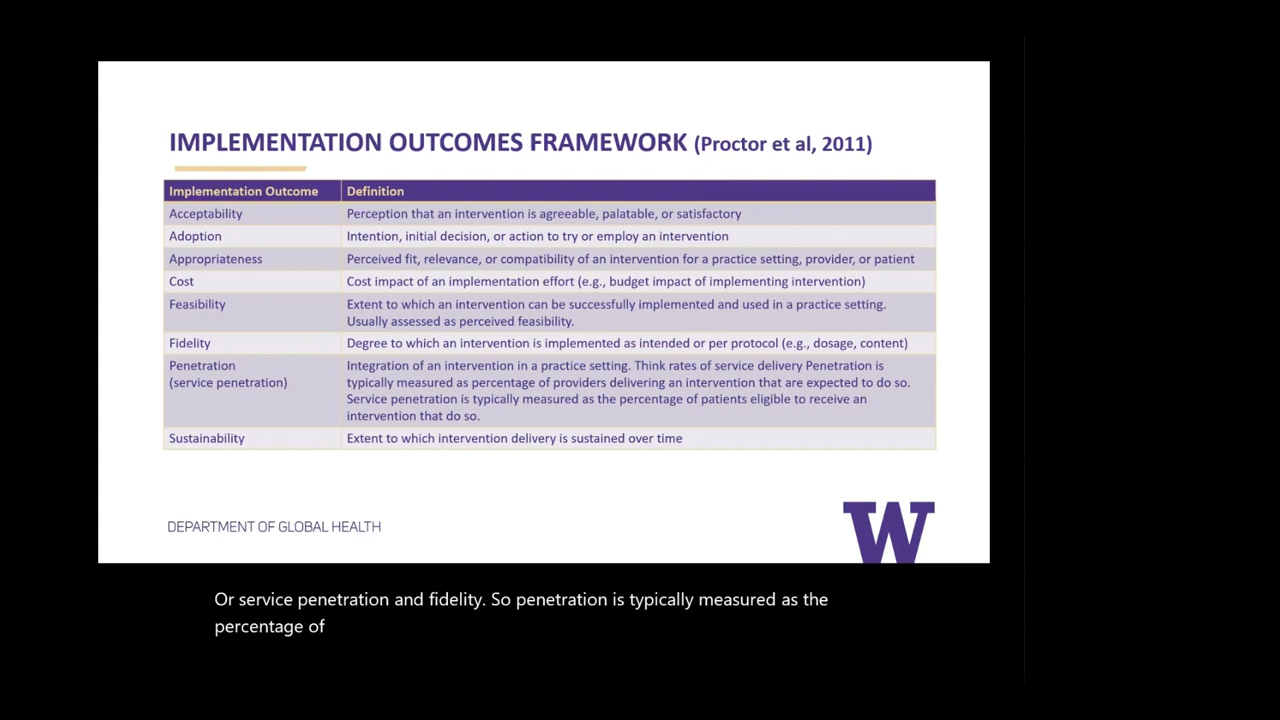 IMPLEMENTATION OUTCOMES FRAMEWORK (Proctor et al, 2011)
Implementation Outcome Definition
Acceptability Perception that an intervention is agreeable, palatable, or satisfactory
Adoption Intention, initial decision, or action to try or employ an intervention
Appropriateness Perceived fit, relevance, or compatibility of an intervention for a practice setting, provider, or patient
Cost Cost impact of an implementation effort (e.g., budget impact of implementing intervention)
Feasibility Extent to which an intervention can be successfully implemented and used in a practice setting.
Usually assessed as perceived feasibility.
Fidelity Degree to which an intervention is implemented as intended or per protocol (e.g., dosage, content)
Penetration Integration of an intervention in a practice setting. Think rates of service delivery Penetration is
(service penetration) typically measured as percentage of providers delivering an intervention that are expected to do so.
Service penetration is typically measured as the percentage of patients eligible to receive an
intervention that do so.
Sustainability Extent to which intervention delivery is sustained over time
DEPARTMENT OF GLOBAL HEALTH
W
Or service penetration and fidelity. So penetration is typically measured as the
percentage of